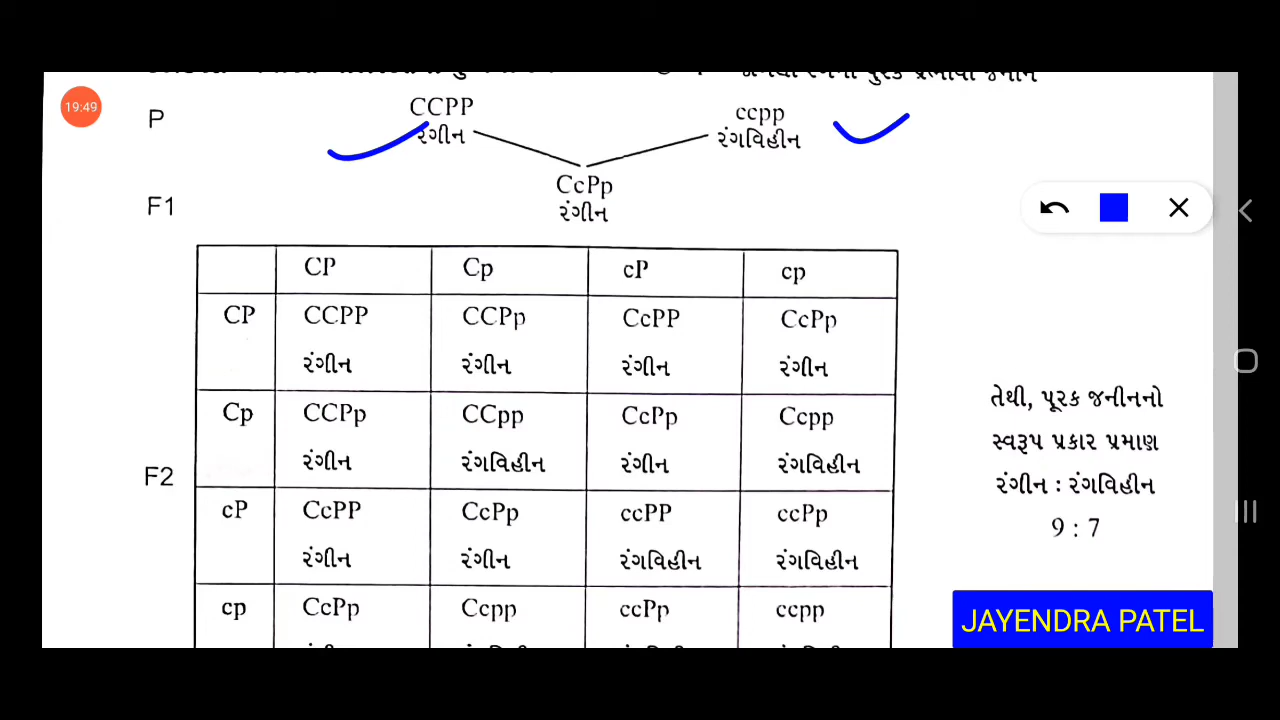 19:49
P
CCPP
રંગીન
ccpp
રંગવિહીન
F1
CcPp
રંગીન
CP Cp cP cp
CP CCPP CCPp CcPP CcPp
રંગીન રંગીન રંગીન રંગીન
Cp CCPp CCpp CcPp Ccpp
રંગીન રંગવિહીન રંગીન રંગવિહીન
F2
cP CcPP CcPp ccPP ccPp
રંગીન રંગીન રંગવિહીન રંગવિહીન
cp CcPp Ccpp ccPp ccpp
તેથી, પૂરક જનીનનો
સ્વરૂપ પ્રકાર પ્રમાણ
રંગીન : રંગવિહીન
9 : 7
JAYENDRA PATEL